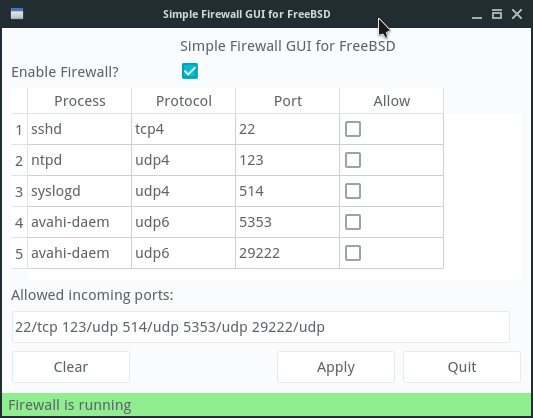 Simple Firewall GUI for FreeBSD
Simple Firewall GUI for FreeBSD
Enable Firewall?
Process Protocol Port Allow
1 sshd tcp4 22
2 ntpd udp4 123
3 syslogd udp4 514
4 avahi-daem udp6 5353
5 avahi-daem udp6 29222
Allowed incoming ports:
22/tcp 123/udp 514/udp 5353/udp 29222/udp
Clear Apply Quit
Firewall is running